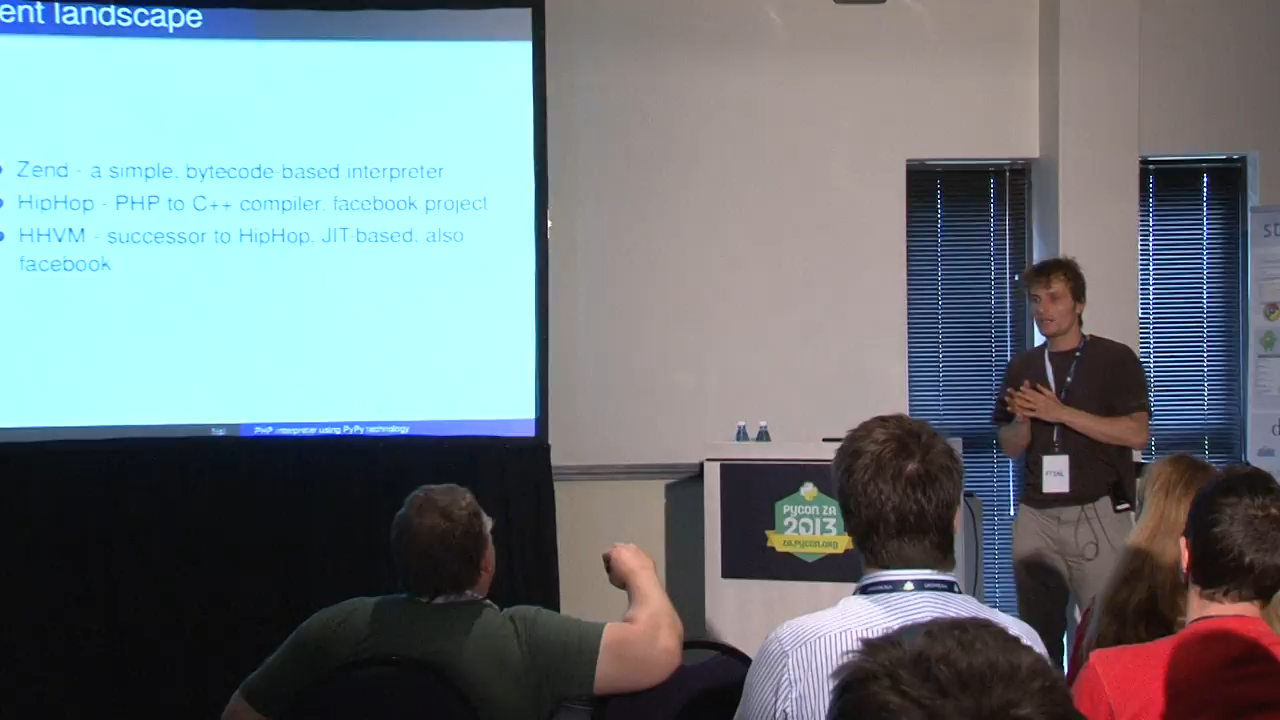 ent landscape
Zend - a simple, bytecode-based interpreter
HipHop - PHP to C++ compiler, facebook project
HHVM - successor to HipHop, JIT based, also
facebook
PHP interpreter using PyPy technology
PYCON ZA
2013
ZA.PYCON.ORG
st
d